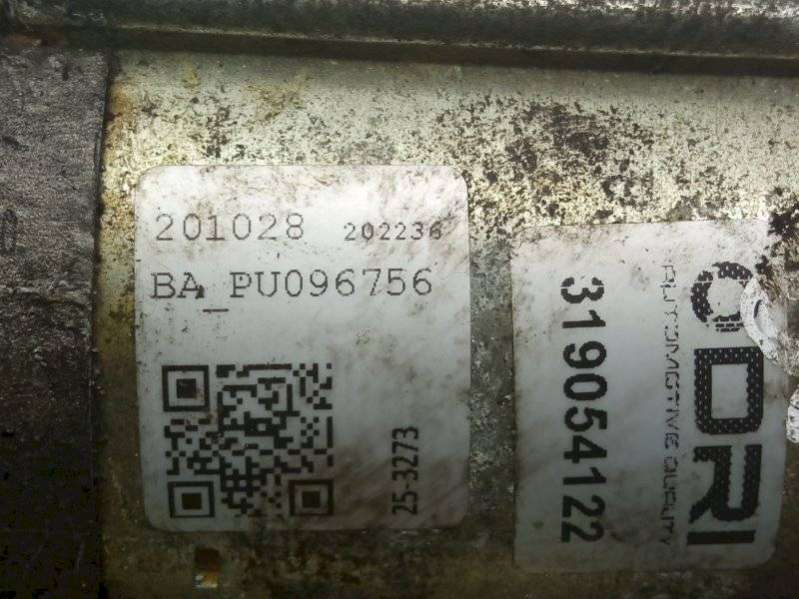 201028 202236
BA_PU096756
25-3273
DRI
AUTOMOTIVE QUALITY
319054122